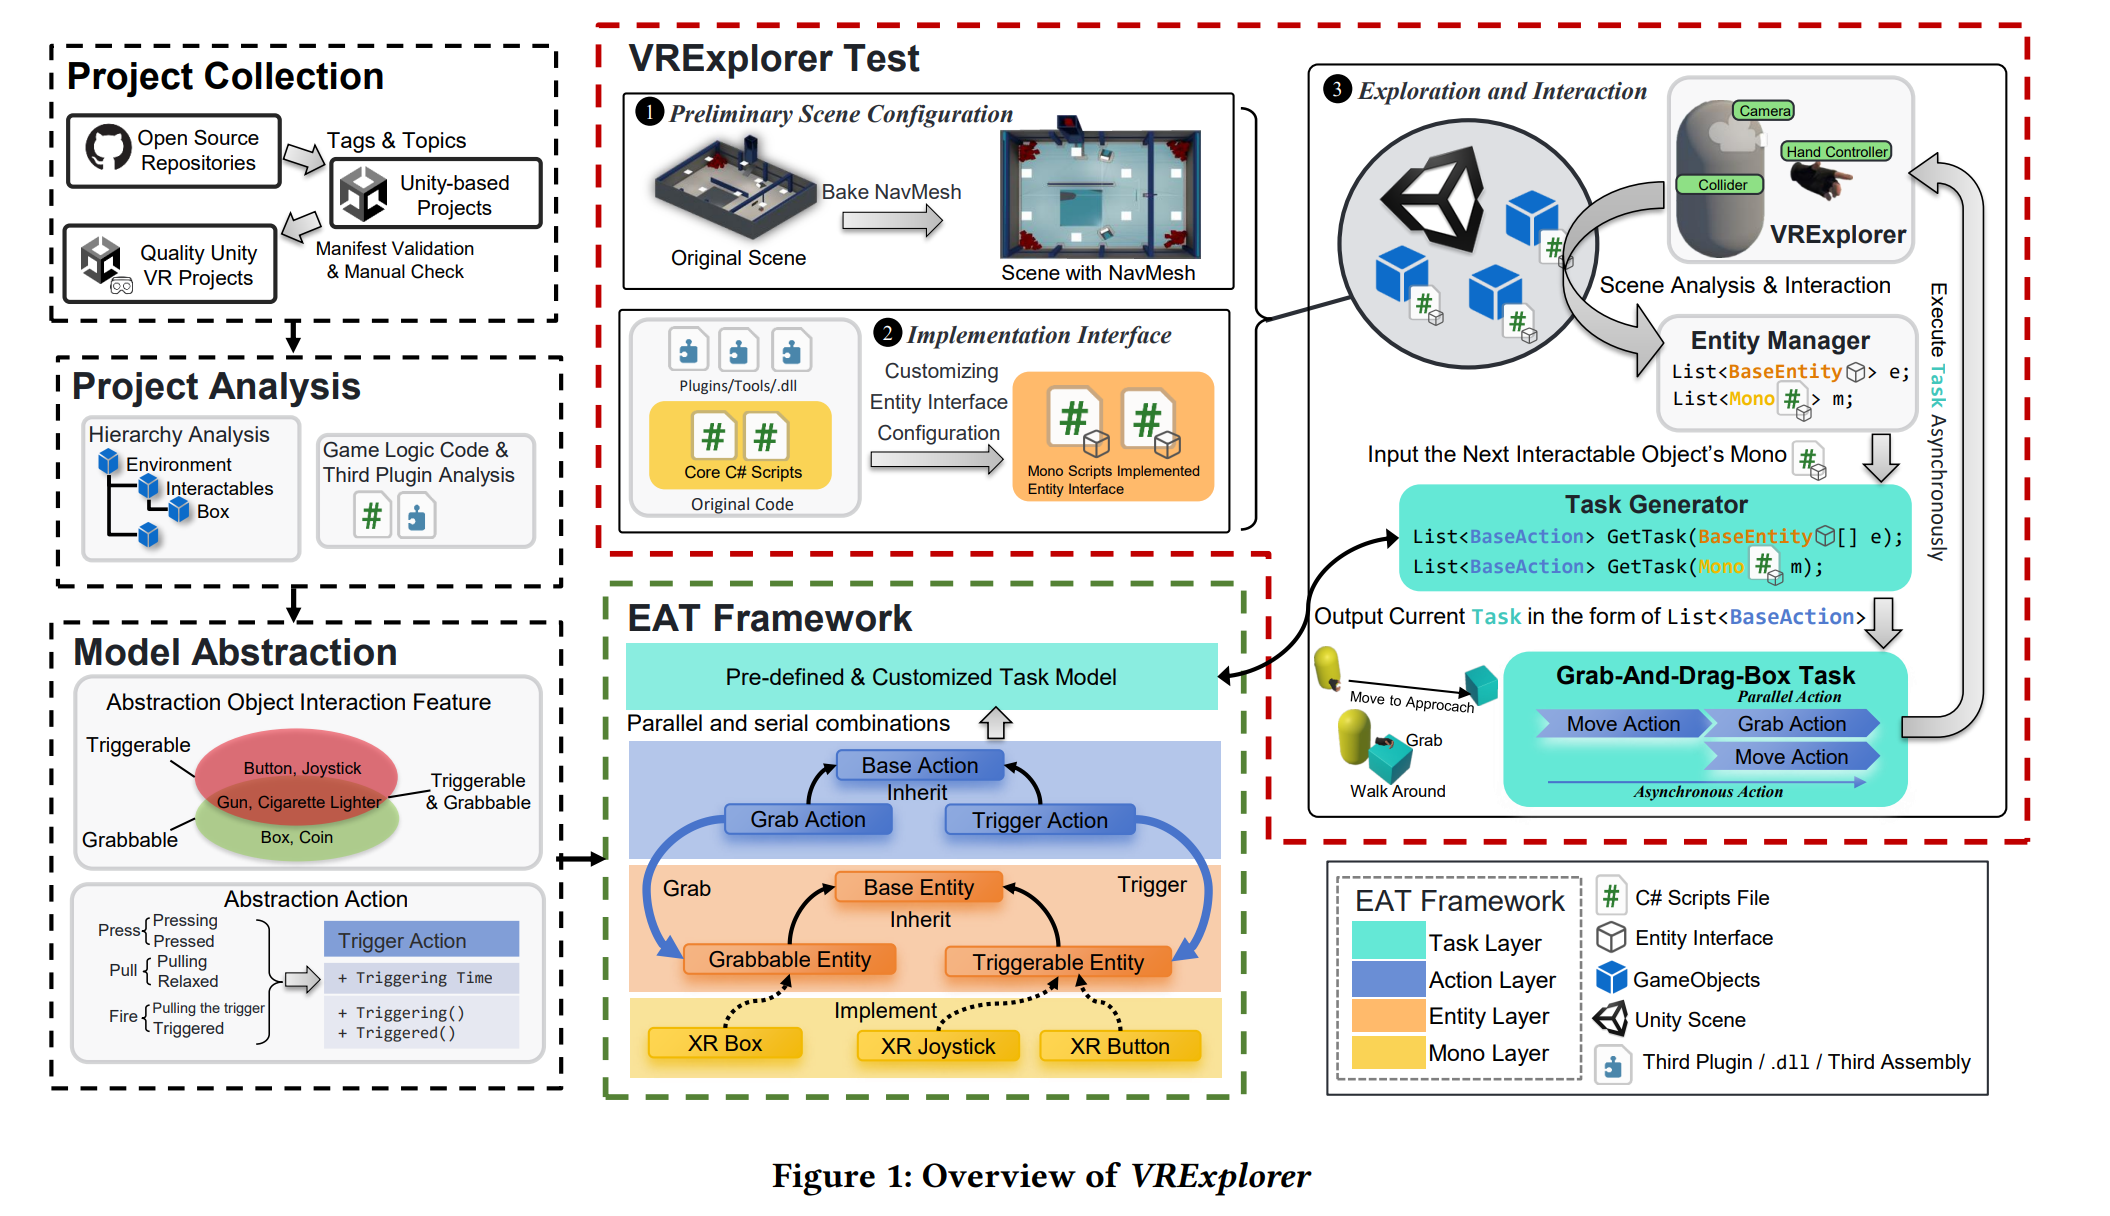 Project Collection
Open Source
Repositories
Tags & Topics
Unity-based
Projects
Quality Unity
VR Projects
Manifest Validation
& Manual Check
Project Analysis
Hierarchy Analysis
Environment
Interactables
Box
Game Logic Code &
Third Plugin Analysis
#
Model Abstraction
Abstraction Object Interaction Feature
Triggerable
Button, Joystick
Gun, Cigarette Lighter
Triggerable
& Grabbable
Grabbable
Box, Coin
Abstraction Action
Press
Pressing
Pressed
Pull
Pulling
Relaxed
Fire
Pulling the trigger
Triggered
Trigger Action
+ Triggering Time
+ Triggering()
+ Triggered()
VRExplorer Test
1 Preliminary Scene Configuration
Original Scene
Bake NavMesh
Scene with NavMesh
2 Implementation Interface
Plugins/Tools/.dll
# #
Core C# Scripts
Original Code
Customizing
Entity Interface
Configuration
# #
Mono Scripts Implemented
Entity Interface
3 Exploration and Interaction
Camera
Hand Controller
Collider
VRExplorer
#
#
#
Scene Analysis & Interaction
Entity Manager
List<BaseEntity> e;
List<Mono #> m;
Input the Next Interactable Object's Mono #
Task Generator
List<BaseAction> GetTask(BaseEntity[] e);
List<BaseAction> GetTask(Mono # m);
Output Current Task in the form of List<BaseAction>
Execute Task Asynchronously
Move to Approach
Grab
Walk Around
Grab-And-Drag-Box Task
Parallel Action
Move Action
Grab Action
Move Action
Asynchronous Action
EAT Framework
Pre-defined & Customized Task Model
Parallel and serial combinations
Base Action
Inherit
Grab Action
Trigger Action
Grab
Trigger
Base Entity
Inherit
Grabbable Entity
Triggerable Entity
Implement
XR Box
XR Joystick
XR Button
EAT Framework
Task Layer
Action Layer
Entity Layer
Mono Layer
# C# Scripts File
Entity Interface
GameObjects
Unity Scene
Third Plugin / .dll / Third Assembly
Figure 1: Overview of VRExplorer